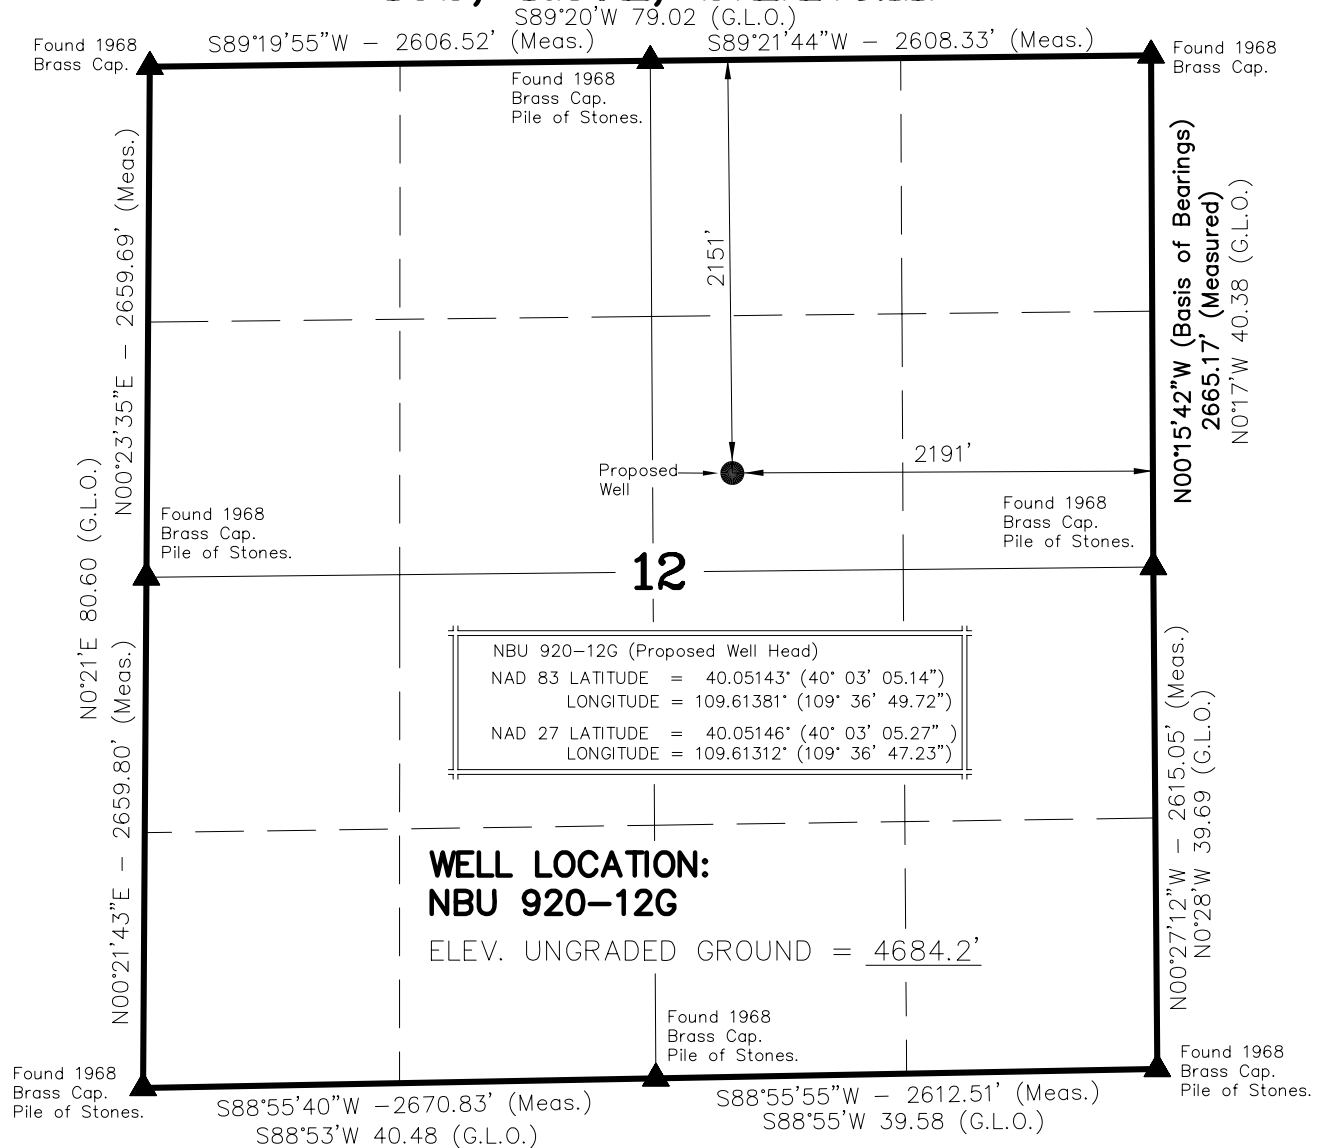 S89°20'W 79.02 (G.L.O.)
S89°19'55"W - 2606.52' (Meas.)
S89°21'44"W - 2608.33' (Meas.)
Found 1968
Brass Cap.
Found 1968
Brass Cap.
Pile of Stones.
Found 1968
Brass Cap.
N00°23'35"E - 2659.69' (Meas.)
N0°21'E 80.60 (G.L.O.)
2151'
N00°15'42"W (Basis of Bearings)
2665.17' (Measured)
N0°17'W 40.38 (G.L.O.)
2191'
Proposed
Well
Found 1968
Brass Cap.
Pile of Stones.
Found 1968
Brass Cap.
Pile of Stones.
12
NBU 920-12G (Proposed Well Head)
NAD 83 LATITUDE = 40.05143° (40° 03' 05.14")
LONGITUDE = 109.61381° (109° 36' 49.72")
NAD 27 LATITUDE = 40.05146° (40° 03' 05.27" )
LONGITUDE = 109.61312° (109° 36' 47.23")
N00°21'43"E - 2659.80' (Meas.)
N00°27'12"W - 2615.05' (Meas.)
N0°28'W 39.69 (G.L.O.)
WELL LOCATION:
NBU 920-12G
ELEV. UNGRADED GROUND = 4684.2'
Found 1968
Brass Cap.
Pile of Stones.
Found 1968
Brass Cap.
Pile of Stones.
Found 1968
Brass Cap.
Pile of Stones.
S88°55'40"W -2670.83' (Meas.)
S88°53'W 40.48 (G.L.O.)
S88°55'55"W - 2612.51' (Meas.)
S88°55'W 39.58 (G.L.O.)